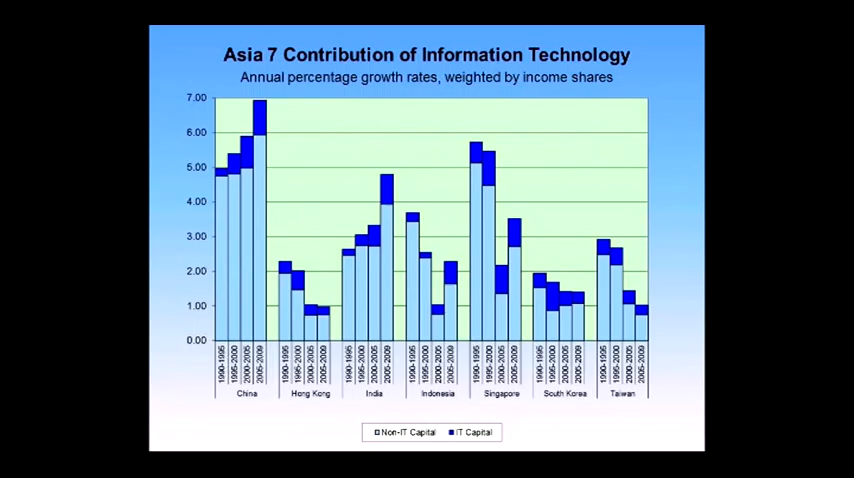 Asia 7 Contribution of Information Technology
Annual percentage growth rates, weighted by income shares
7.00
6.00
5.00
4.00
3.00
2.00
1.00
0.00
1990-1995 1995-2000 2000-2005 2005-2009 1990-1995 1995-2000 2000-2005 2005-2009 1990-1995 1995-2000 2000-2005 2005-2009 1990-1995 1995-2000 2000-2005 2005-2009 1990-1995 1995-2000 2000-2005 2005-2009 1990-1995 1995-2000 2000-2005 2005-2009 1990-1995 1995-2000 2000-2005 2005-2009
China Hong Kong India Indonesia Singapore South Korea Taiwan
Non-IT Capital IT Capital